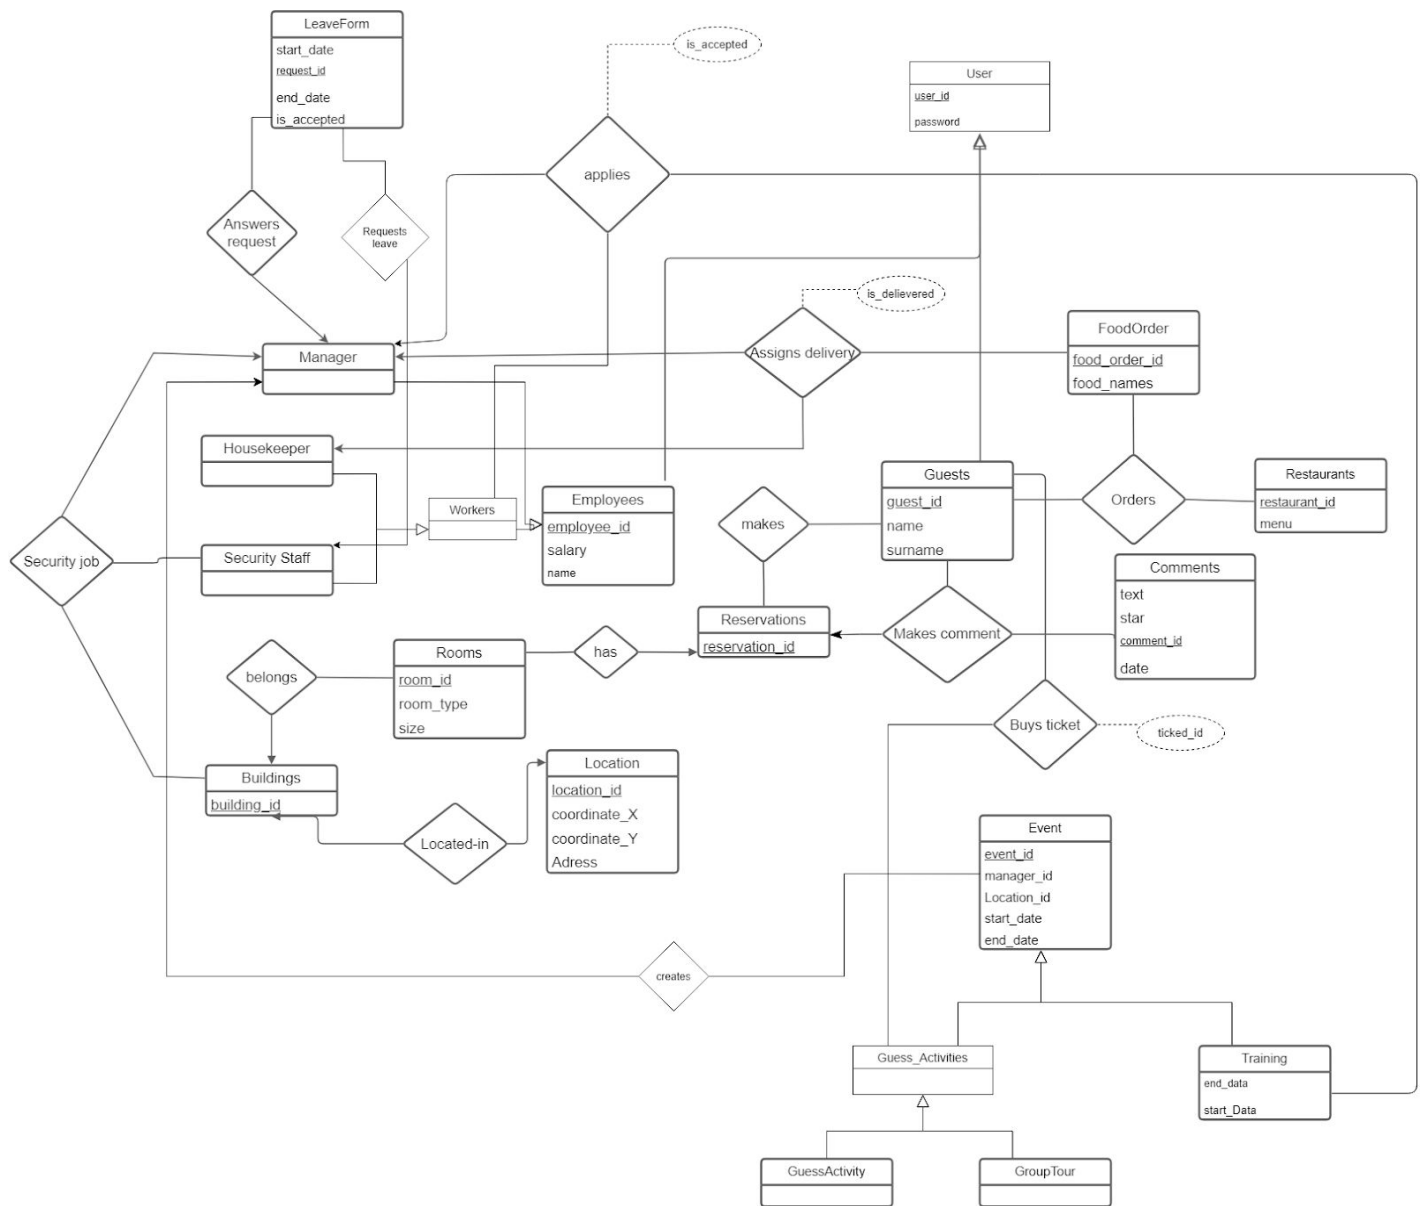 LeaveForm
start_date
request_id
end_date
is_accepted
is_accepted
User
user_id
password
applies
Answers
request
Requests
leave
is_delievered
Manager
Assigns delivery
FoodOrder
food_order_id
food_names
Housekeeper
Workers
Employees
employee_id
salary
name
Security Staff
Security job
makes
Guests
guest_id
name
surname
Orders
Restaurants
restaurant_id
menu
Comments
text
star
comment_id
date
Reservations
reservation_id
Makes comment
has
Rooms
room_id
room_type
size
belongs
Buys ticket
ticked_id
Buildings
building_id
Located-in
Location
location_id
coordinate_X
coordinate_Y
Adress
Event
event_id
manager_id
Location_id
start_date
end_date
creates
Guess_Activities
Training
end_data
start_Data
GuessActivity
GroupTour